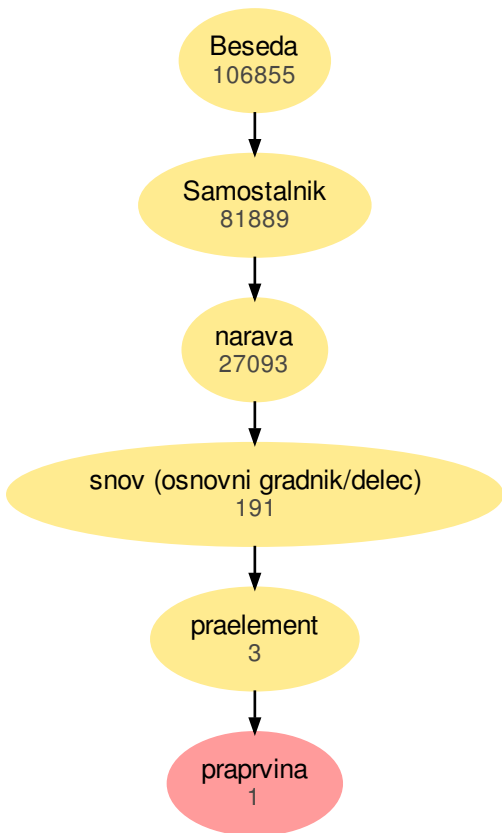 Beseda
106855
Samostalnik
81889
narava
27093
snov (osnovni gradnik/delec)
191
praelement
3
praprvina
1